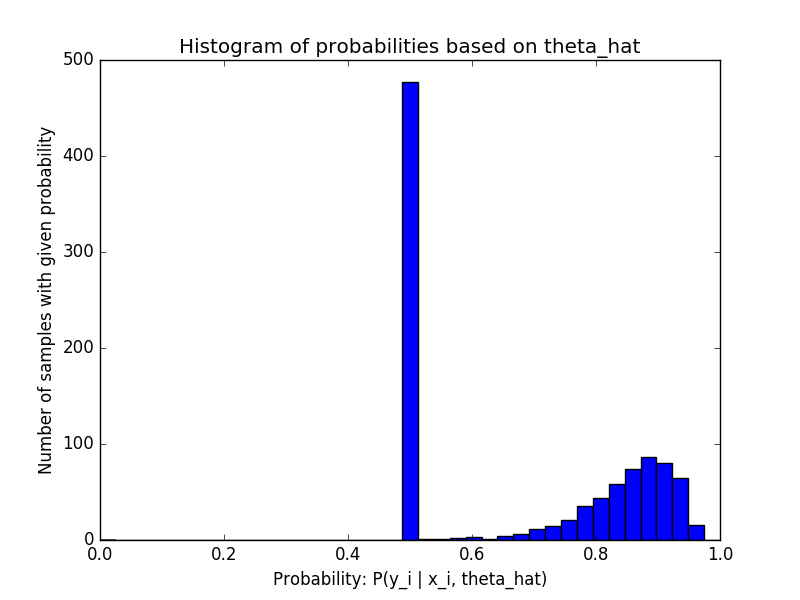 Histogram of probabilities based on theta_hat
500
400
300
200
100
0
Number of samples with given probability
0.0 0.2 0.4 0.6 0.8 1.0
Probability: P(y_i | x_i, theta_hat)